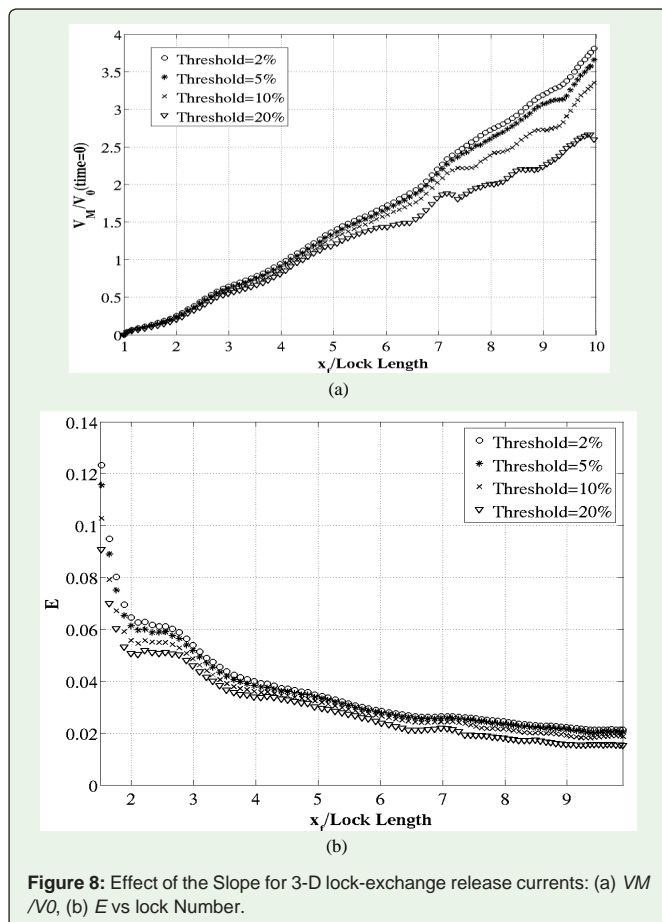 4
3.5
3
2.5
2
1.5
1
0.5
0
V_M/V_0(time=0)
Threshold=2%
Threshold=5%
Threshold=10%
Threshold=20%
1 2 3 4 5 6 7 8 9 10
x_f/Lock Length
(a)
0.14
0.12
0.1
0.08
0.06
0.04
0.02
0
E
Threshold=2%
Threshold=5%
Threshold=10%
Threshold=20%
2 3 4 5 6 7 8 9
x_f/Lock Length
(b)
Figure 8: Effect of the Slope for 3-D lock-exchange release currents: (a) VM
/V0, (b) E vs lock Number.